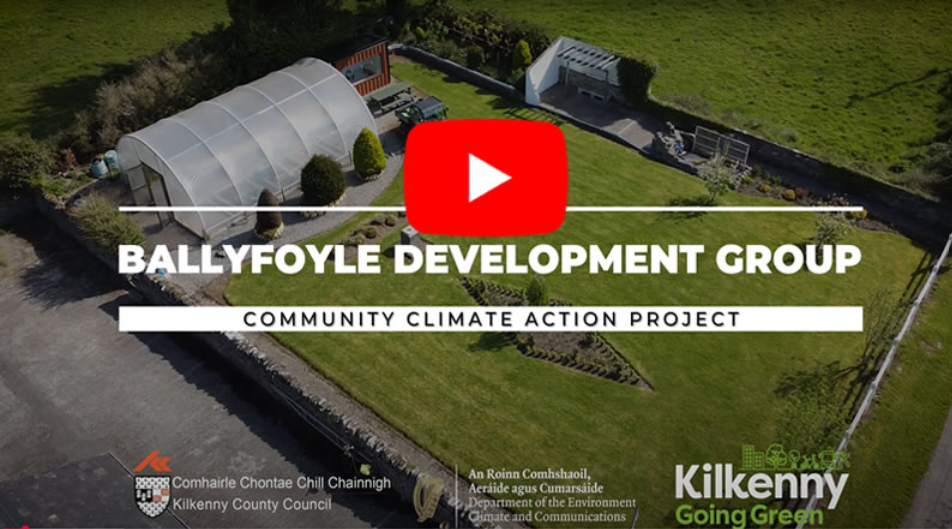 BALLYFOYLE DEVELOPMENT GROUP
COMMUNITY CLIMATE ACTION PROJECT
Comhairle Chontae Chill Chainnigh
Kilkenny County Council
An Roinn Comhshaoil,
Aeráide agus Cumarsáide
Department of the Environment
Climate and Communications
Kilkenny
Going Green